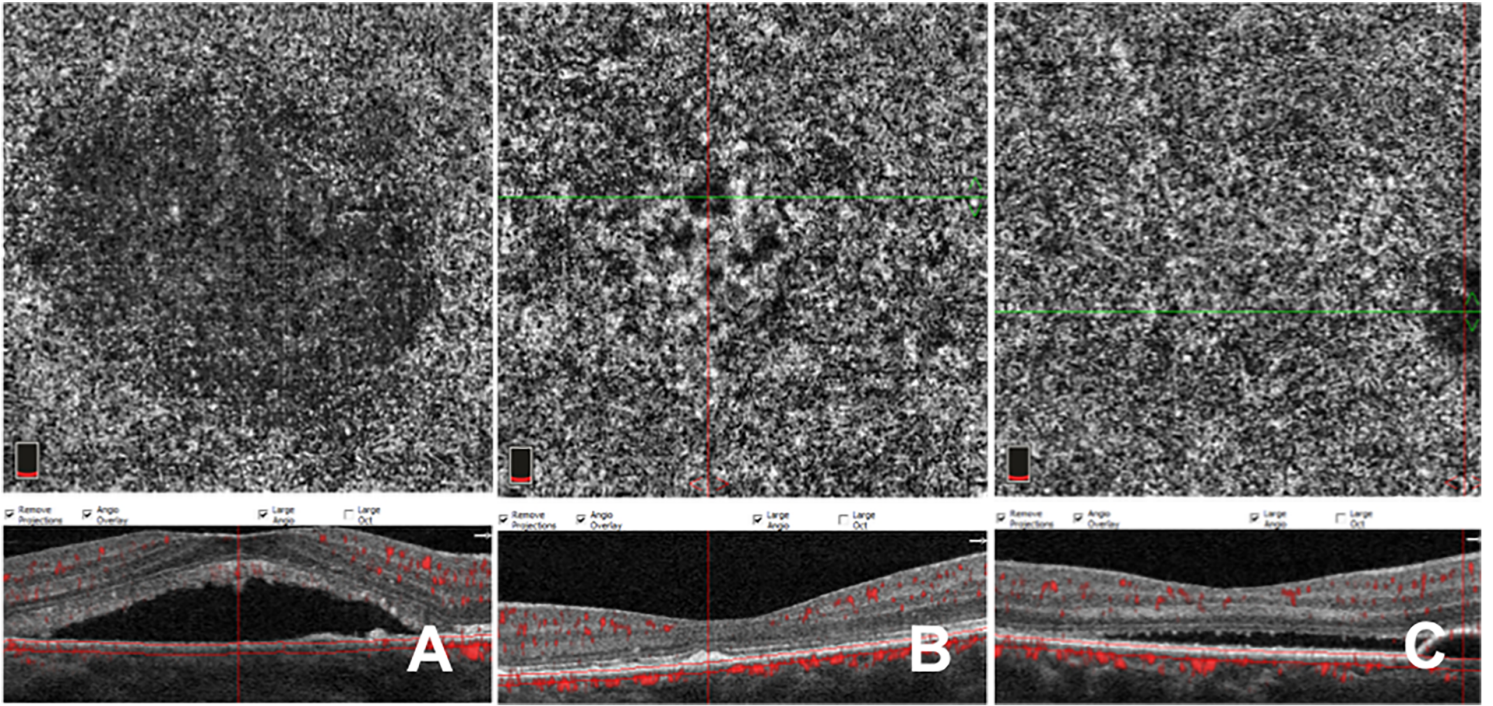 Remove Projections
Angio Overlay
Large Angio
Large Oct
A
Remove Projections
Angio Overlay
Large Angio
Large Oct
B
Remove Projections
Angio Overlay
Large Angio
Large Oct
C